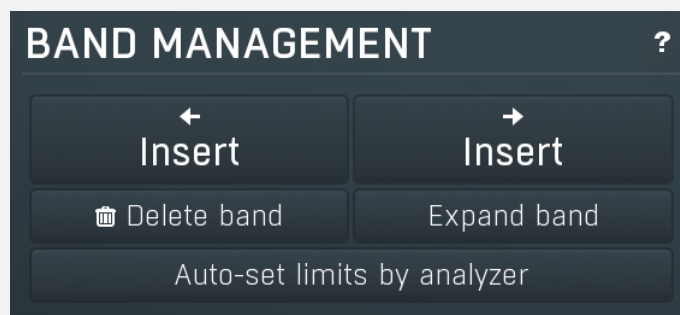 BAND MANAGEMENT ?
← →
Insert Insert
Delete band Expand band
Auto-set limits by analyzer